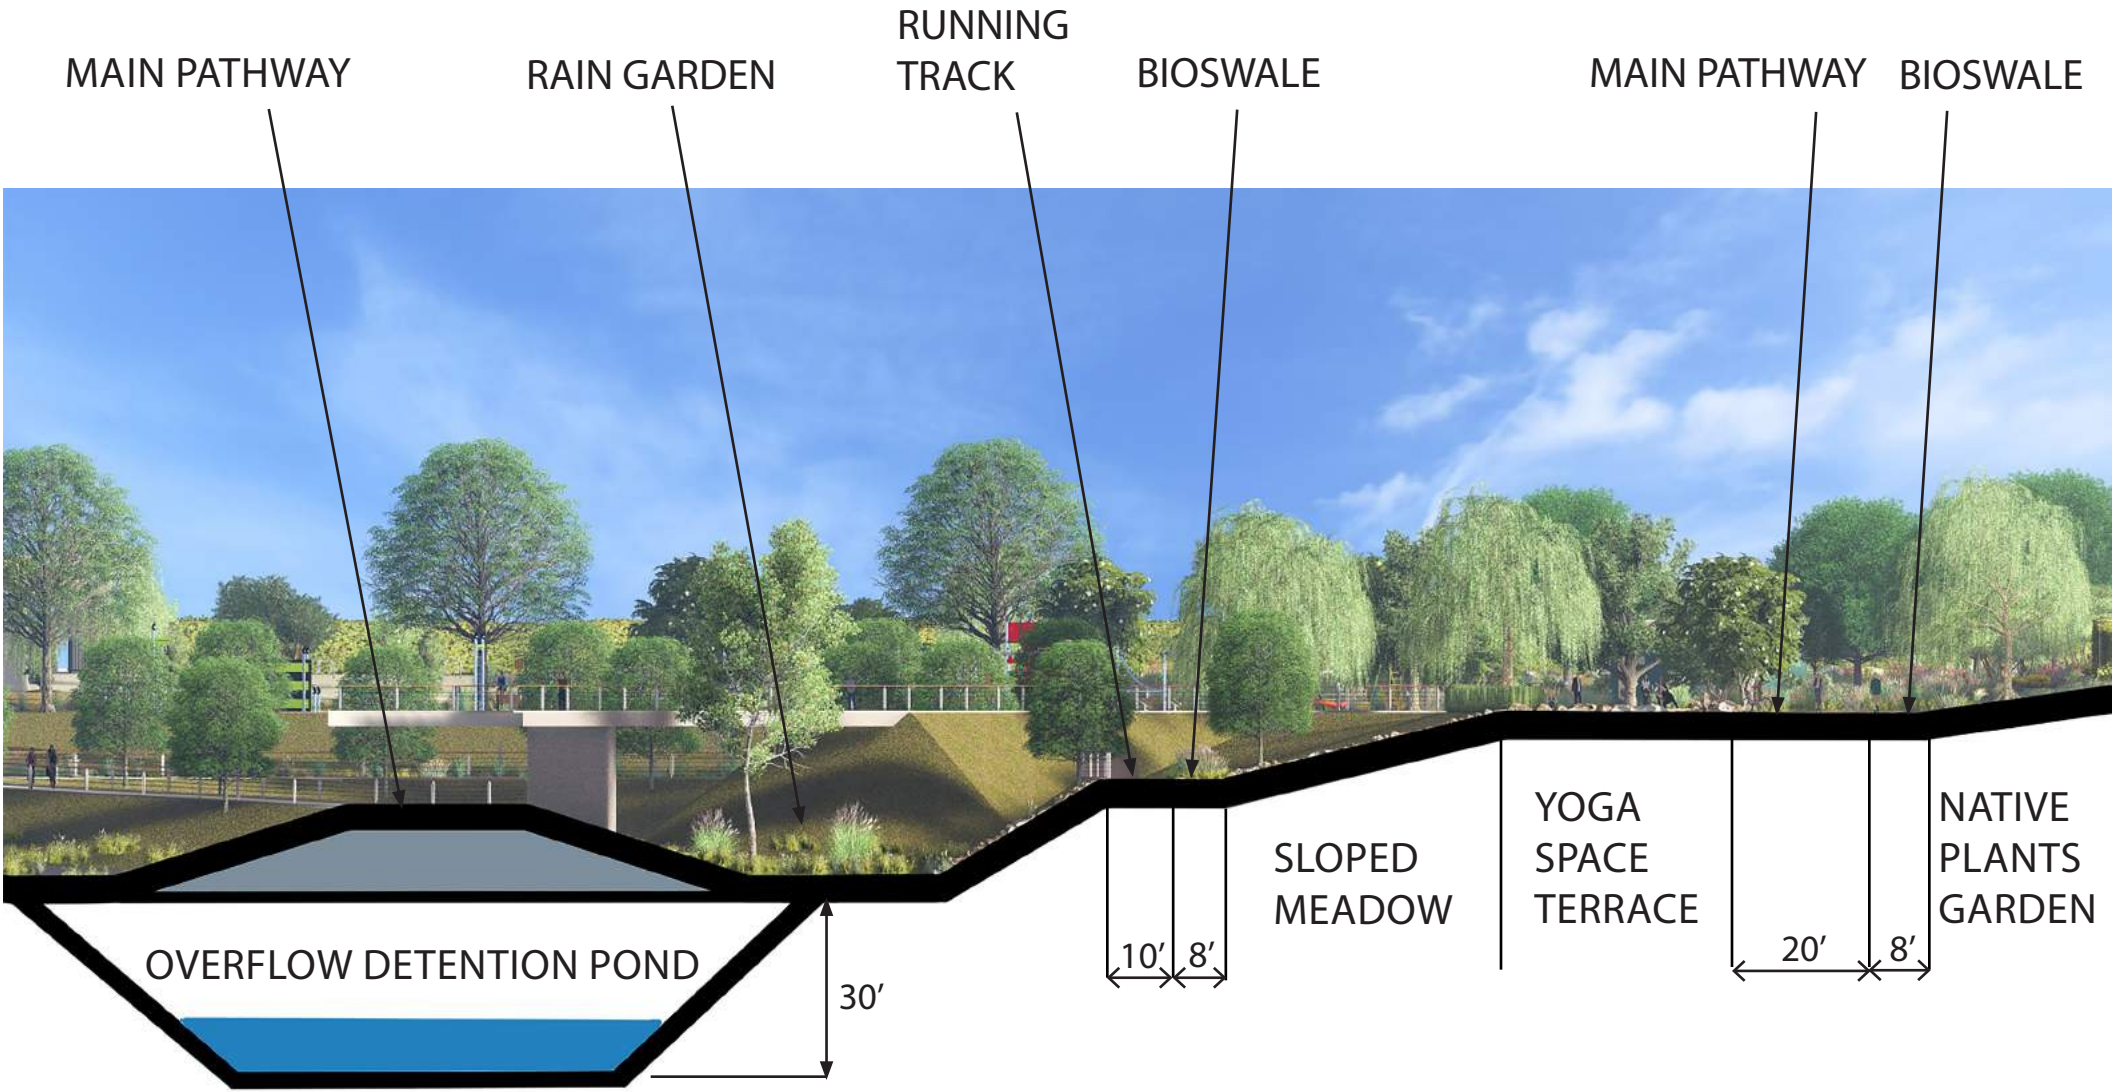 MAIN PATHWAY
RAIN GARDEN
RUNNING
TRACK
BIOSWALE
MAIN PATHWAY
BIOSWALE
OVERFLOW DETENTION POND
30’
10’
8’
SLOPED
MEADOW
YOGA
SPACE
TERRACE
20’
8’
NATIVE
PLANTS
GARDEN